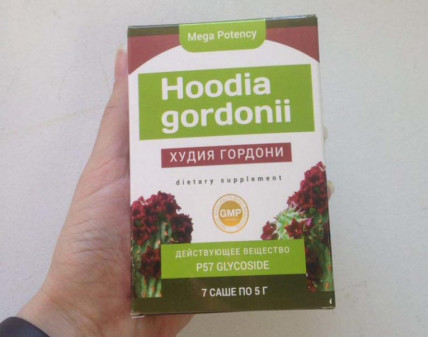 Mega Potency
Hoodia
gordonii
ХУДИЯ ГОРДОНИ
dietary supplement
GMP
ДЕЙСТВУЮЩЕЕ ВЕЩЕСТВО
P57 GLYCOSIDE
7 САШЕ ПО 5 Г